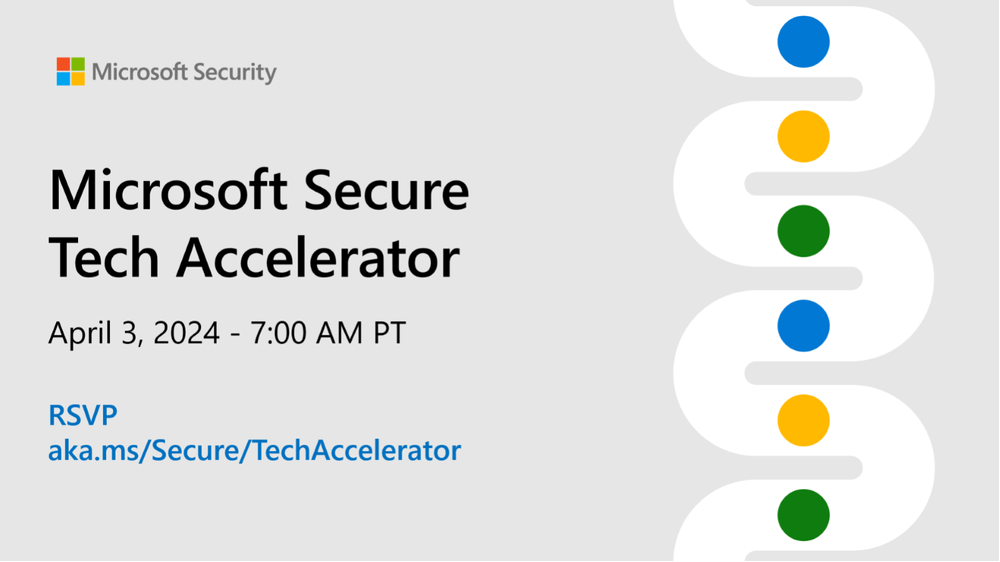 Microsoft Security
Microsoft Secure
Tech Accelerator
April 3, 2024 - 7:00 AM PT
RSVP
aka.ms/Secure/TechAccelerator